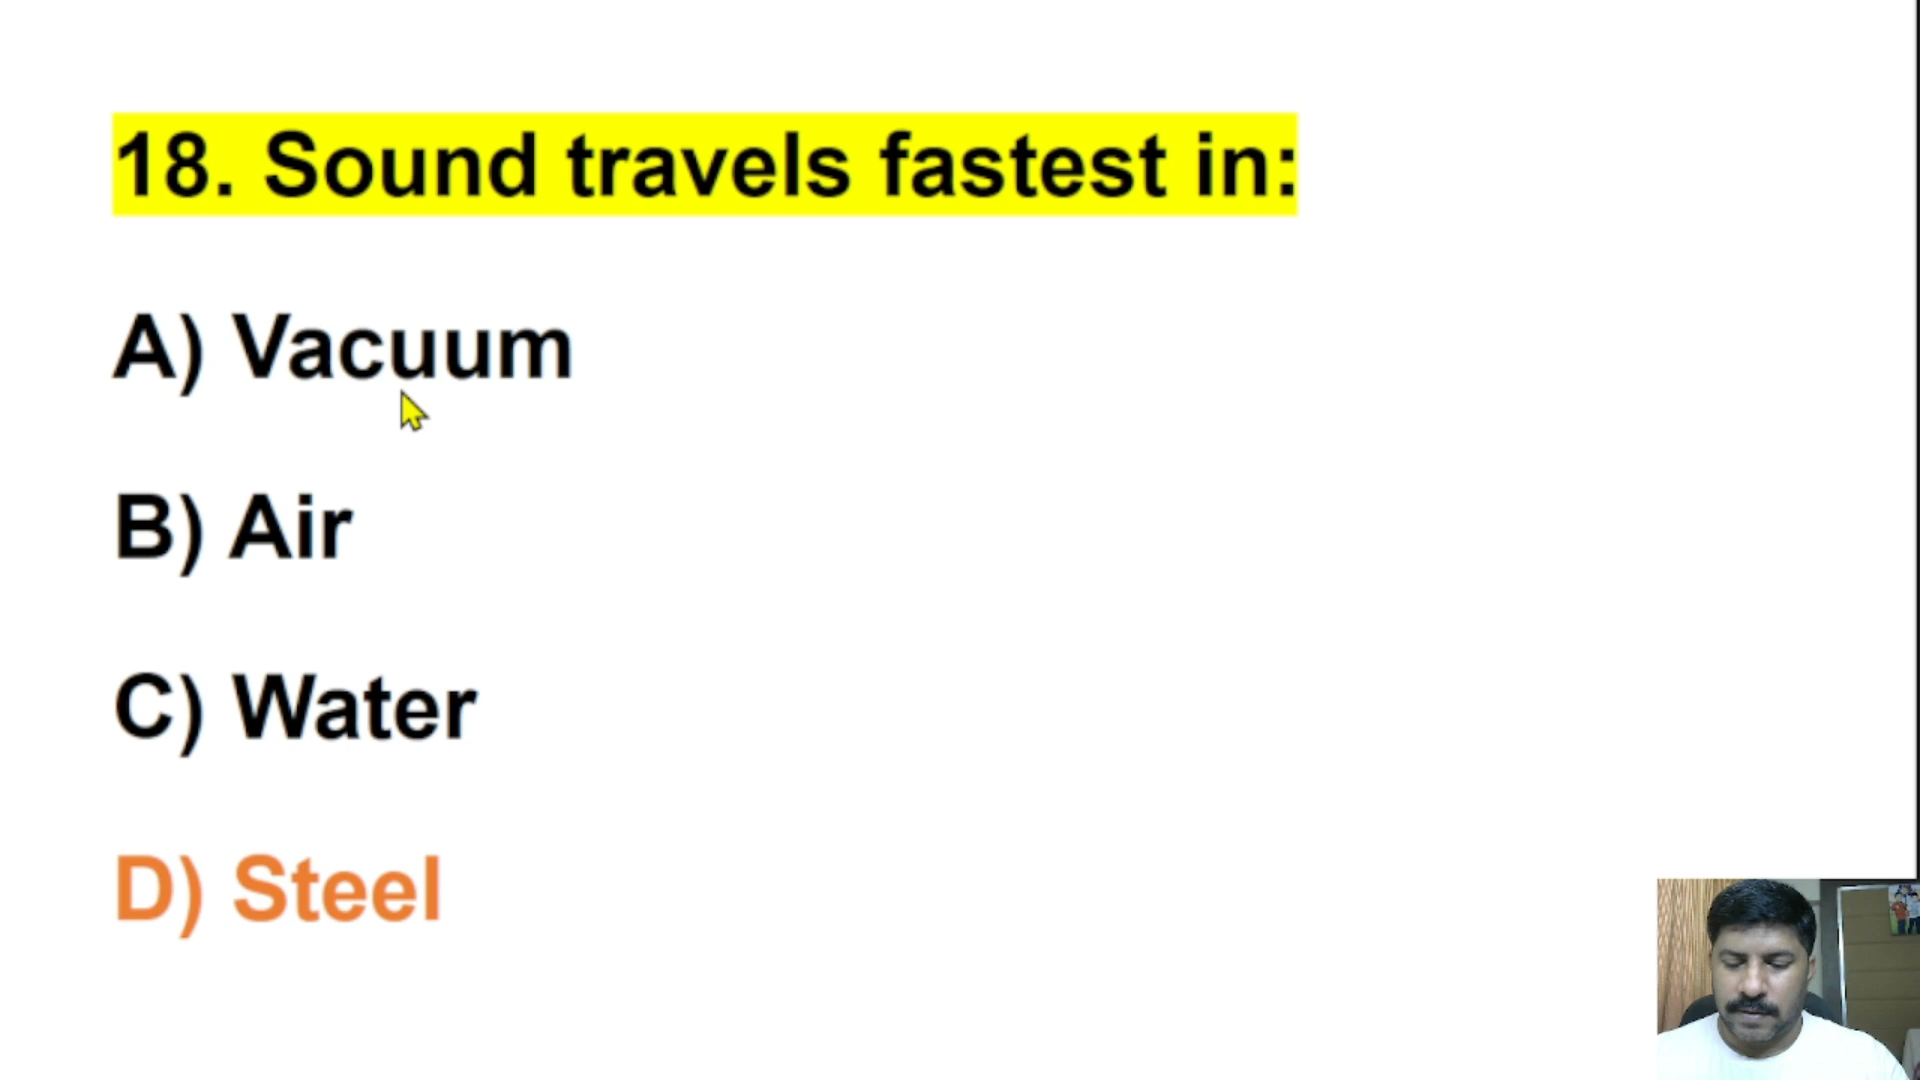 18. Sound travels fastest in:
A) Vacuum
B) Air
C) Water
D) Steel